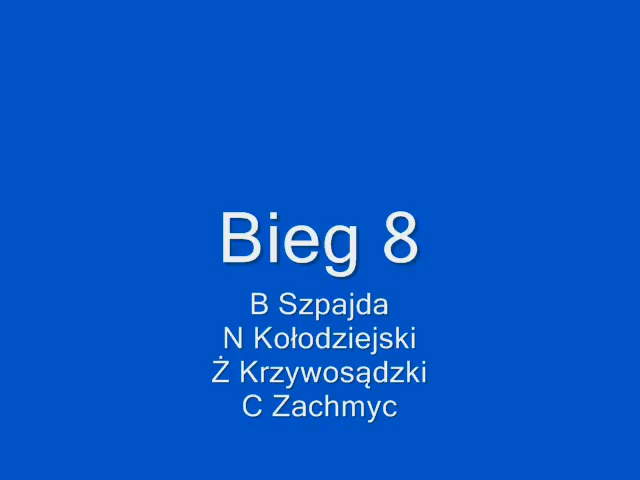 Bieg 8
B Szpajda
N Kołodziejski
Ż Krzywosądzki
C Zachmyc